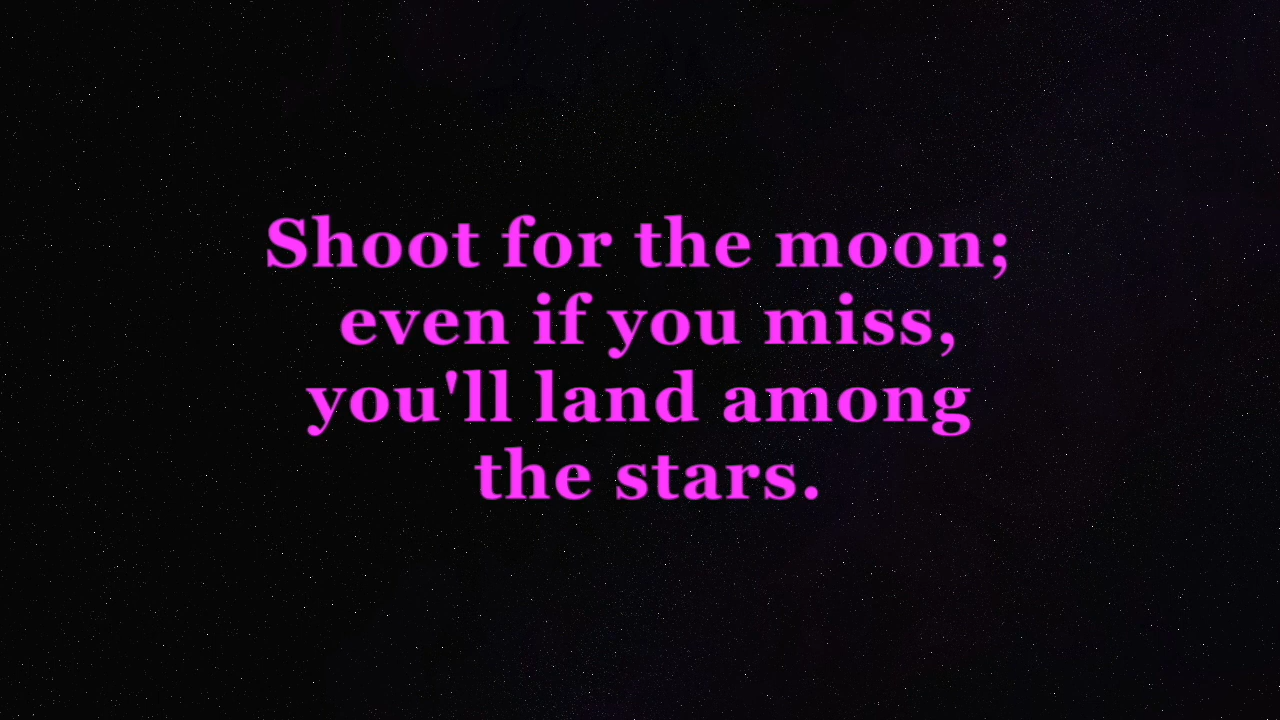 Shoot for the moon;
even if you miss,
you'll land among
the stars.